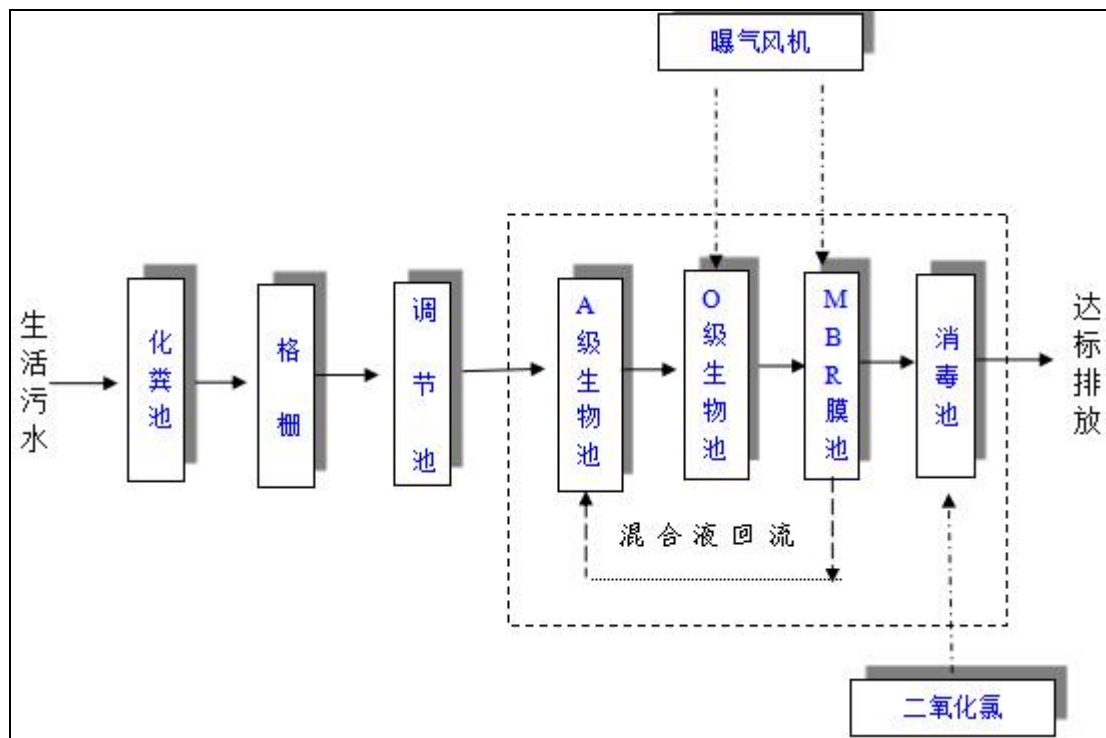 曝气风机
生活污水
化粪池
格栅
调节池
A级生物池
O级生物池
MBR膜池
消毒池
达标排放
混合液回流
二氧化氯